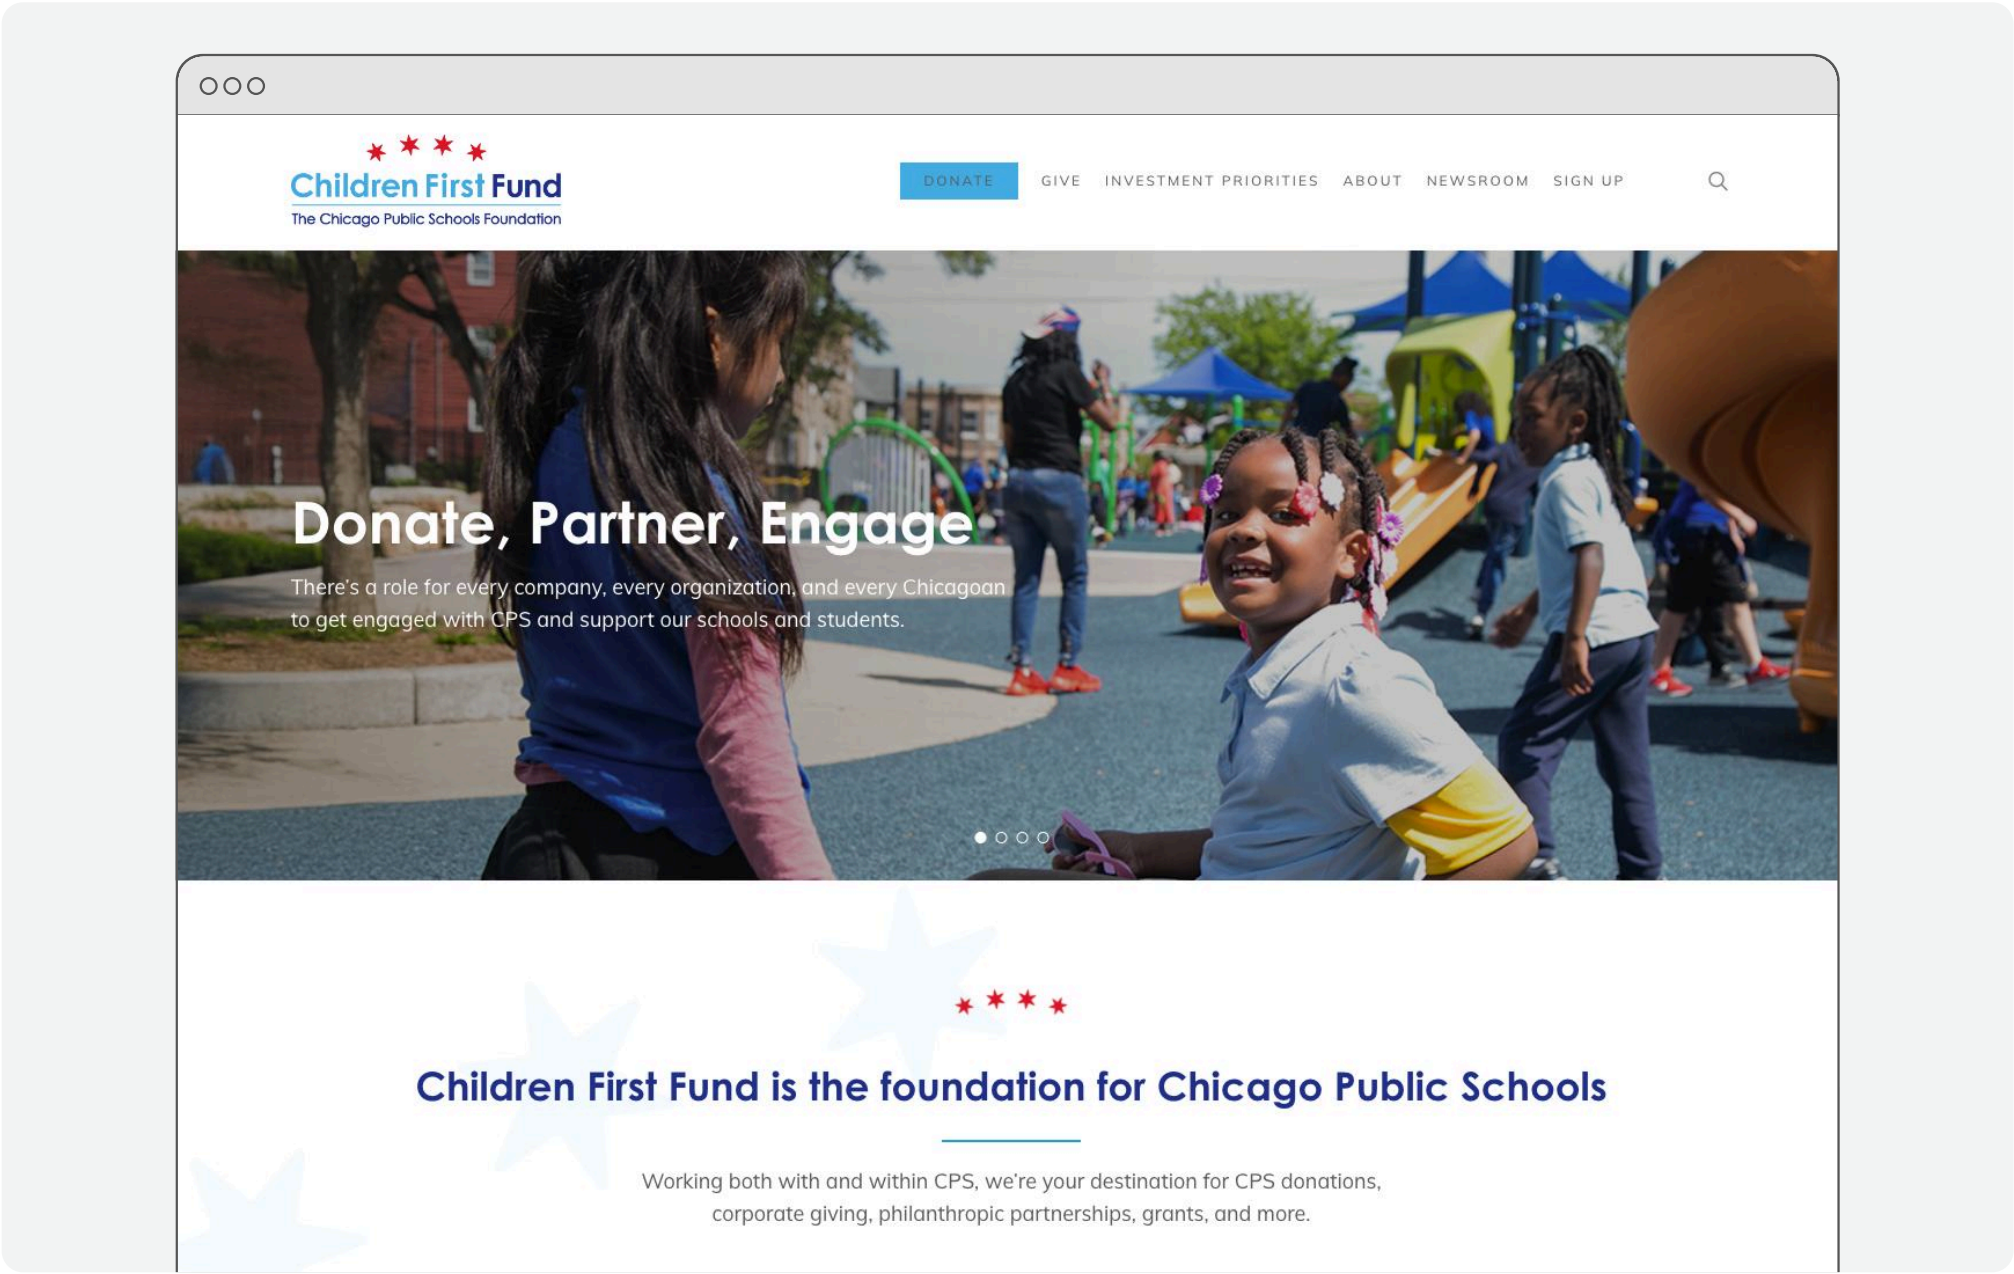 Children First Fund
The Chicago Public Schools Foundation
DONATE GIVE INVESTMENT PRIORITIES ABOUT NEWSROOM SIGN UP
Donate, Partner, Engage
There's a role for every company, every organization, and every Chicagoan
to get engaged with CPS and support our schools and students.
Children First Fund is the foundation for Chicago Public Schools
Working both with and within CPS, we're your destination for CPS donations,
corporate giving, philanthropic partnerships, grants, and more.